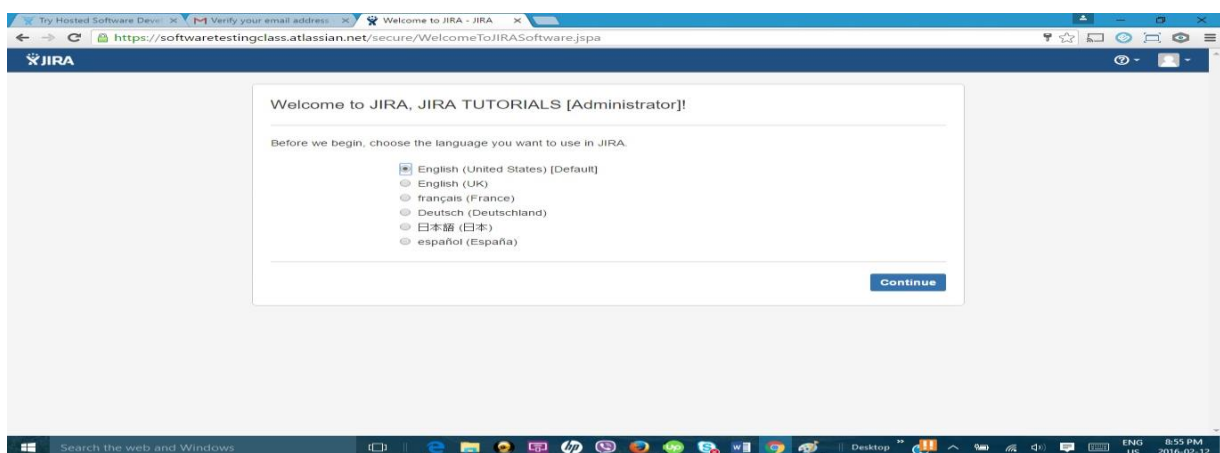 Try Hosted Software Devel
Verify your email address
Welcome to JIRA - JIRA
https://softwaretestingclass.atlassian.net/secure/WelcomeToJIRASoftware.jspa
JIRA
Welcome to JIRA, JIRA TUTORIALS [Administrator]!
Before we begin, choose the language you want to use in JIRA.
English (United States) [Default]
English (UK)
français (France)
Deutsch (Deutschland)
日本語 (日本)
español (España)
Continue
Search the web and Windows
Desktop
ENG
US
8:55 PM
2016-02-12